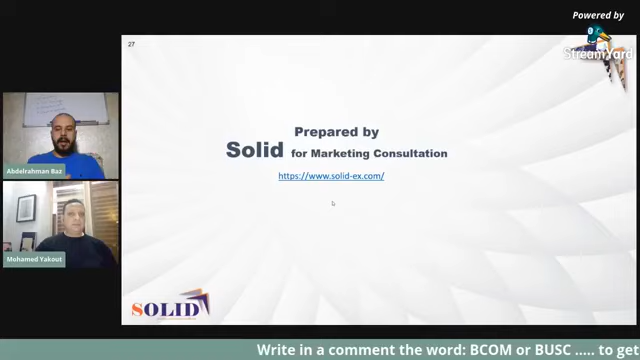 Powered by
StreamYard
27
Prepared by
Solid for Marketing Consultation
https://www.solid-ex.com/
Abdelrahman Baz
Mohamed Yakout
SOLID
Write in a comment the word: BCOM or BUSC ..... to get